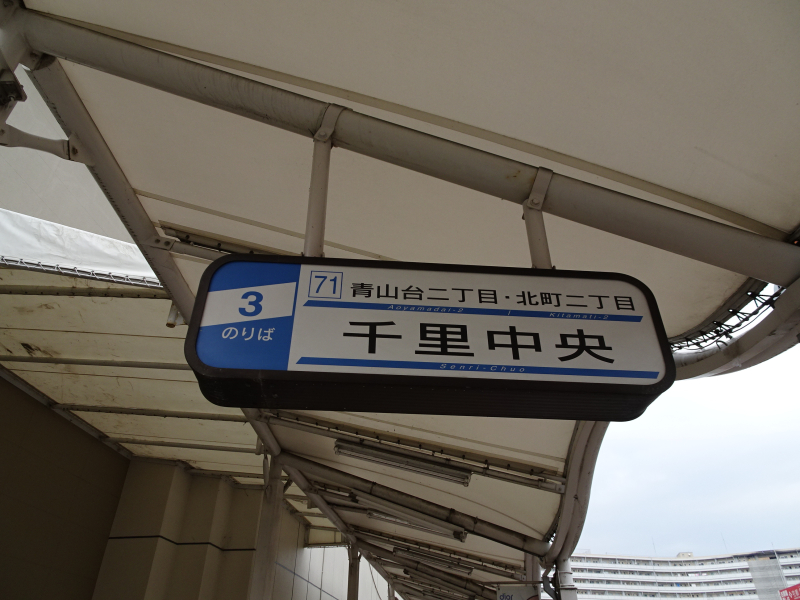 3
のりば
71 青山台二丁目・北町二丁目
Aoyamadai-2 Kitamati-2
千里中央
Senri-Chuo